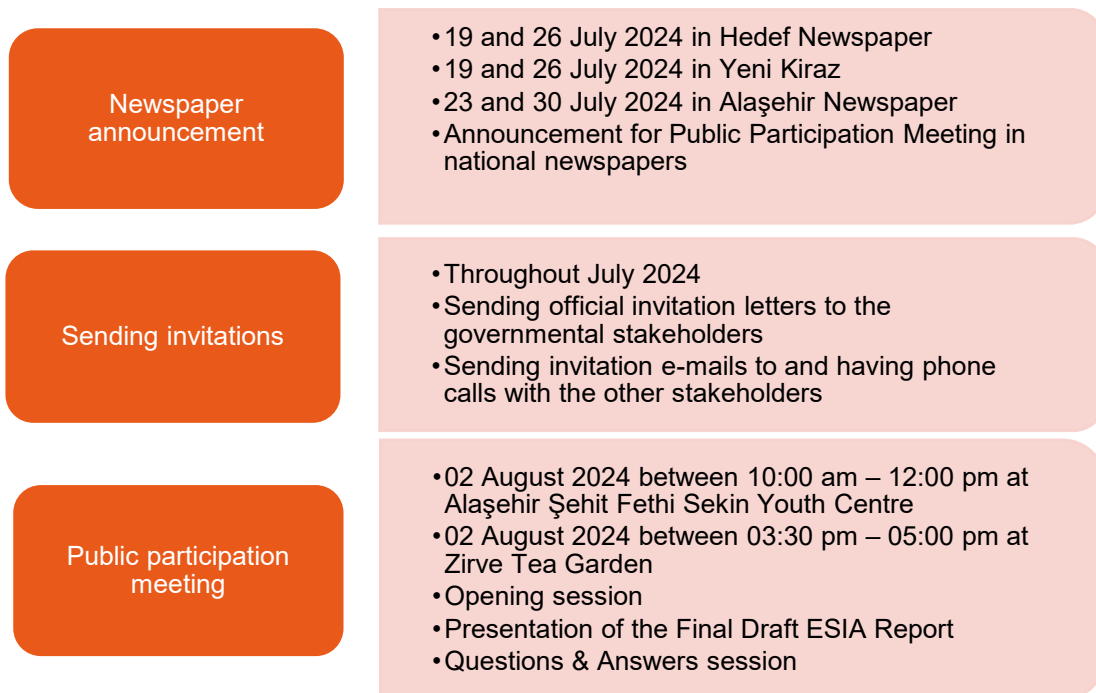 Newspaper
announcement
•19 and 26 July 2024 in Hedef Newspaper
•19 and 26 July 2024 in Yeni Kiraz
•23 and 30 July 2024 in Alaşehir Newspaper
•Announcement for Public Participation Meeting in
national newspapers
Sending invitations
•Throughout July 2024
•Sending official invitation letters to the
governmental stakeholders
•Sending invitation e-mails to and having phone
calls with the other stakeholders
Public participation
meeting
•02 August 2024 between 10:00 am – 12:00 pm at
Alaşehir Şehit Fethi Sekin Youth Centre
•02 August 2024 between 03:30 pm – 05:00 pm at
Zirve Tea Garden
•Opening session
•Presentation of the Final Draft ESIA Report
•Questions & Answers session